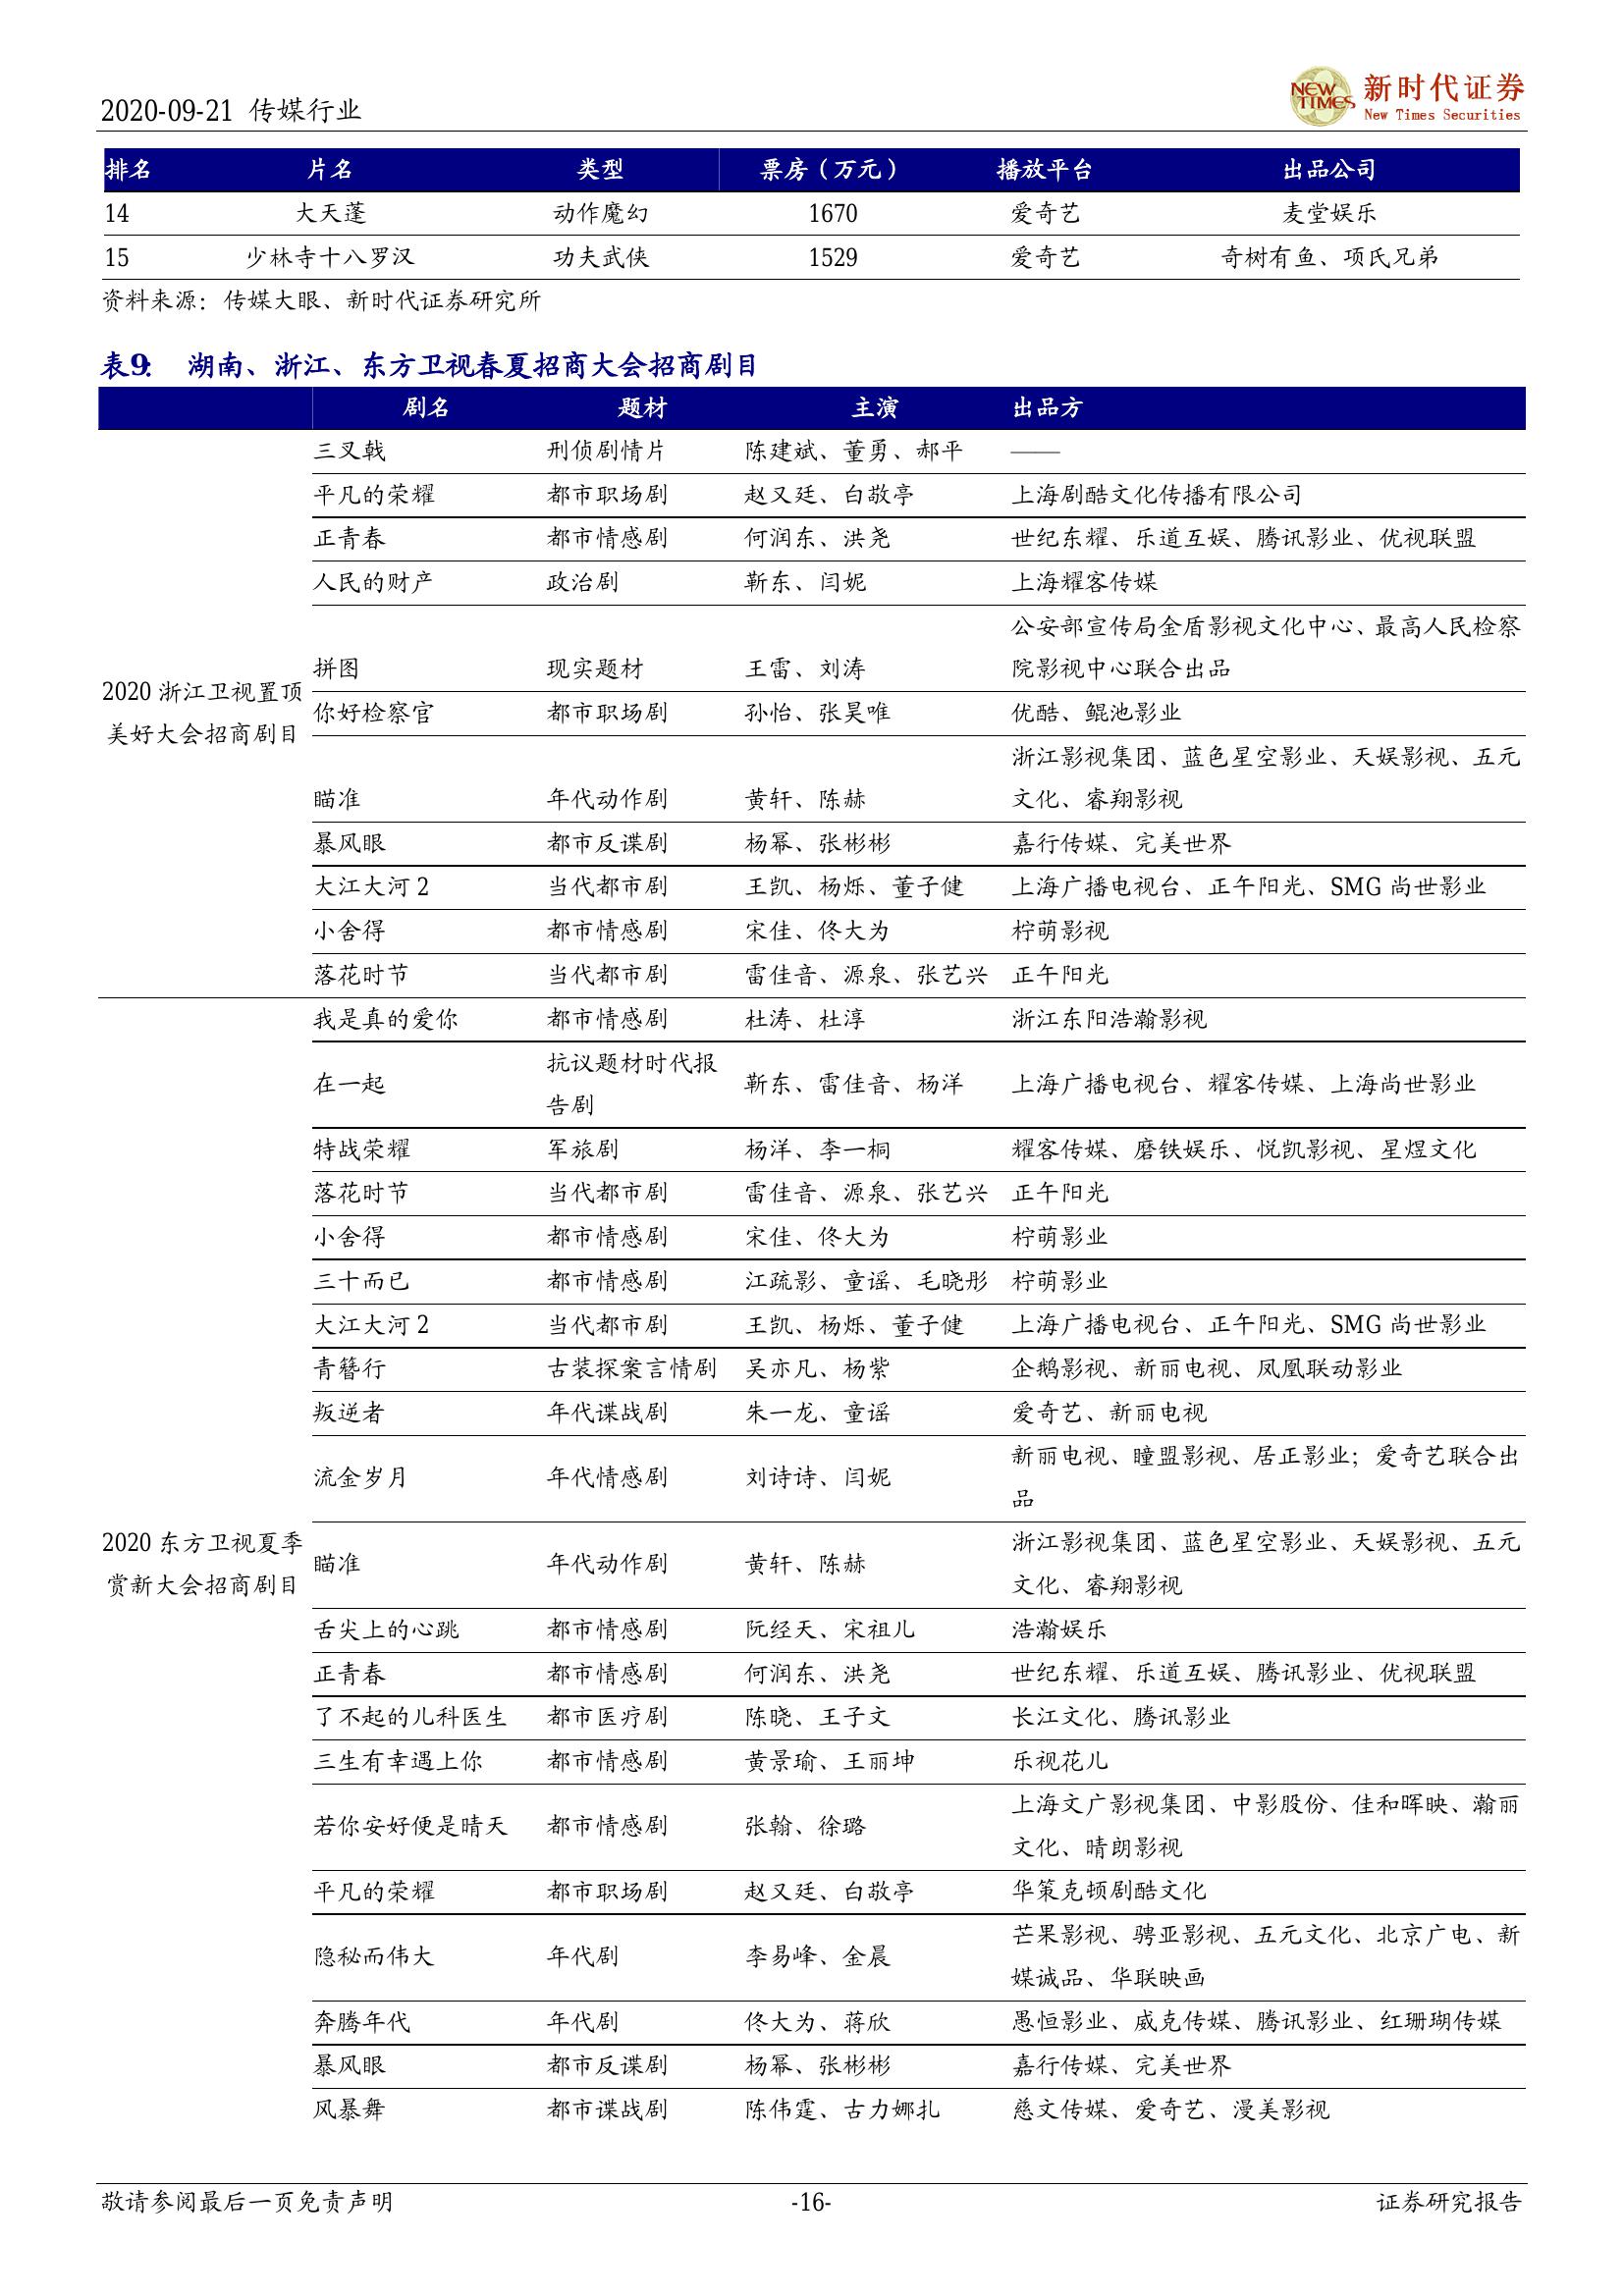 2020-09-21 传媒行业
NEW TIMES 新时代证券
New Times Securities
排名 片名 类型 票房（万元） 播放平台 出品公司
14 大天蓬 动作魔幻 1670 爱奇艺 麦堂娱乐
15 少林寺十八罗汉 功夫武侠 1529 爱奇艺 奇树有鱼、项氏兄弟
资料来源：传媒大眼、新时代证券研究所
表9： 湖南、浙江、东方卫视春夏招商大会招商剧目
剧名 题材 主演 出品方
三叉戟 刑侦剧情片 陈建斌、董勇、郝平 ——
平凡的荣耀 都市职场剧 赵又廷、白敬亭 上海剧酷文化传播有限公司
正青春 都市情感剧 何润东、洪尧 世纪东耀、乐道互娱、腾讯影业、优视联盟
人民的财产 政治剧 靳东、闫妮 上海耀客传媒
公安部宣传局金盾影视文化中心、最高人民检察
拼图 现实题材 王雷、刘涛 院影视中心联合出品
2020 浙江卫视置顶
你好检察官 都市职场剧 孙怡、张昊唯 优酷、鲲池影业
美好大会招商剧目
浙江影视集团、蓝色星空影业、天娱影视、五元
瞄准 年代动作剧 黄轩、陈赫 文化、睿翔影视
暴风眼 都市反谍剧 杨幂、张彬彬 嘉行传媒、完美世界
大江大河 2 当代都市剧 王凯、杨烁、董子健 上海广播电视台、正午阳光、SMG 尚世影业
小舍得 都市情感剧 宋佳、佟大为 柠萌影视
落花时节 当代都市剧 雷佳音、源泉、张艺兴 正午阳光
我是真的爱你 都市情感剧 杜涛、杜淳 浙江东阳浩瀚影视
抗议题材时代报
在一起 靳东、雷佳音、杨洋 上海广播电视台、耀客传媒、上海尚世影业
告剧
特战荣耀 军旅剧 杨洋、李一桐 耀客传媒、磨铁娱乐、悦凯影视、星煜文化
落花时节 当代都市剧 雷佳音、源泉、张艺兴 正午阳光
小舍得 都市情感剧 宋佳、佟大为 柠萌影业
三十而已 都市情感剧 江疏影、童谣、毛晓彤 柠萌影业
大江大河 2 当代都市剧 王凯、杨烁、董子健 上海广播电视台、正午阳光、SMG 尚世影业
青簪行 古装探案言情剧 吴亦凡、杨紫 企鹅影视、新丽电视、凤凰联动影业
叛逆者 年代谍战剧 朱一龙、童谣 爱奇艺、新丽电视
新丽电视、瞳盟影视、居正影业；爱奇艺联合出
流金岁月 年代情感剧 刘诗诗、闫妮
品
2020 东方卫视夏季 浙江影视集团、蓝色星空影业、天娱影视、五元
瞄准 年代动作剧 黄轩、陈赫
赏新大会招商剧目 文化、睿翔影视
舌尖上的心跳 都市情感剧 阮经天、宋祖儿 浩瀚娱乐
正青春 都市情感剧 何润东、洪尧 世纪东耀、乐道互娱、腾讯影业、优视联盟
了不起的儿科医生 都市医疗剧 陈晓、王子文 长江文化、腾讯影业
三生有幸遇上你 都市情感剧 黄景瑜、王丽坤 乐视花儿
上海文广影视集团、中影股份、佳和晖映、瀚丽
若你安好便是晴天 都市情感剧 张翰、徐璐
文化、晴朗影视
平凡的荣耀 都市职场剧 赵又廷、白敬亭 华策克顿剧酷文化
芒果影视、骋亚影视、五元文化、北京广电、新
隐秘而伟大 年代剧 李易峰、金晨
媒诚品、华联映画
奔腾年代 年代剧 佟大为、蒋欣 愚恒影业、威克传媒、腾讯影业、红珊瑚传媒
暴风眼 都市反谍剧 杨幂、张彬彬 嘉行传媒、完美世界
风暴舞 都市谍战剧 陈伟霆、古力娜扎 慈文传媒、爱奇艺、漫美影视
敬请参阅最后一页免责声明 -16- 证券研究报告